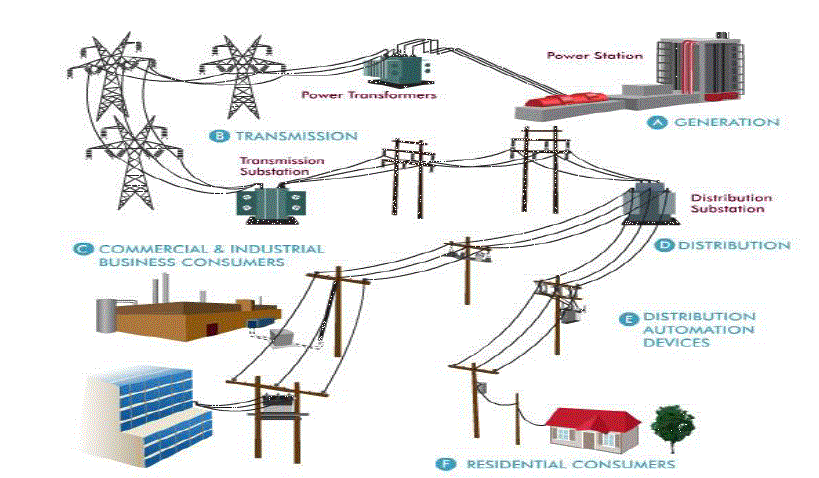 Power Station
Power Transformers
A GENERATION
B TRANSMISSION
Transmission
Substation
Distribution
Substation
C COMMERCIAL & INDUSTRIAL
BUSINESS CONSUMERS
D DISTRIBUTION
E DISTRIBUTION
AUTOMATION
DEVICES
F RESIDENTIAL CONSUMERS